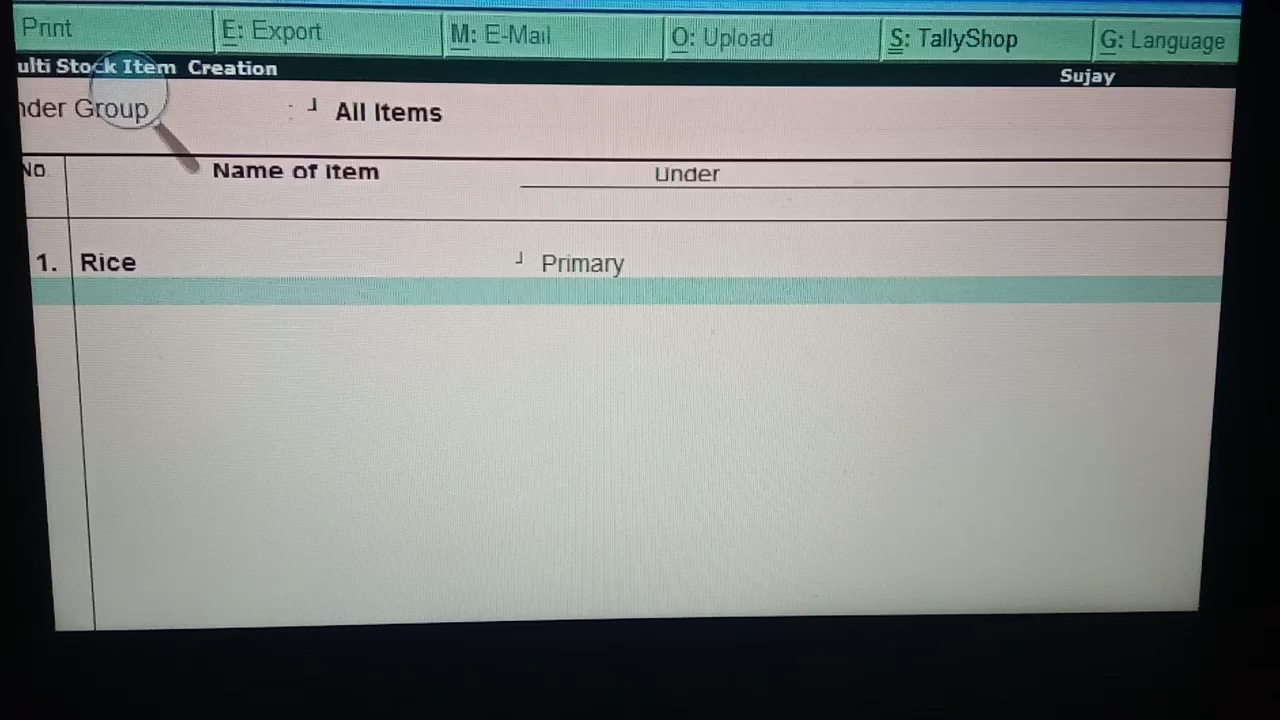 Print E: Export M: E-Mail O: Upload S: TallyShop G: Language
ulti Stock Item Creation Sujay
nder Group : ┘ All Items
No Name of Item Under
1. Rice ┘ Primary